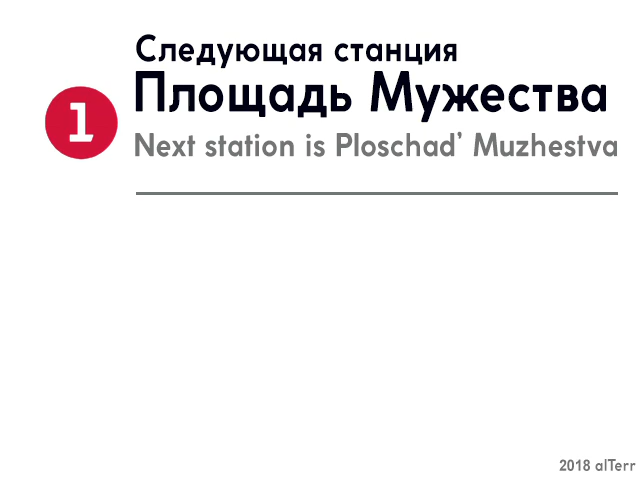 Следующая станция
1
Площадь Мужества
Next station is Ploschad' Muzhestva
2018 alTerr